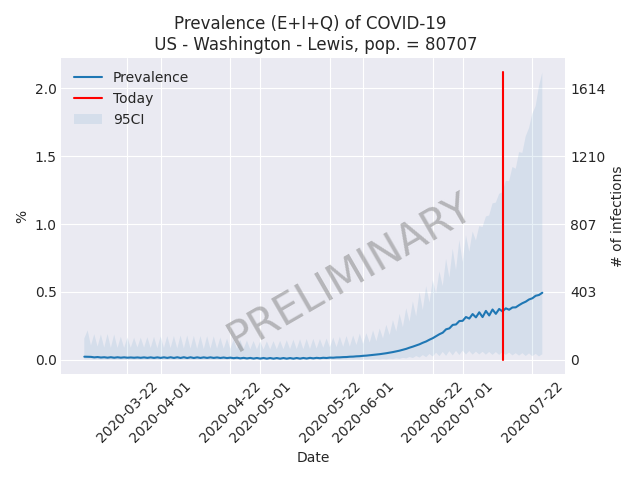 Prevalence (E+I+Q) of COVID-19
US - Washington - Lewis, pop. = 80707
Prevalence
Today
95CI
2.0
1.5
1.0
0.5
0.0
%
1614
1210
807
403
0
# of infections
PRELIMINARY
2020-03-22
2020-04-01
2020-04-22
2020-05-01
2020-05-22
2020-06-01
2020-06-22
2020-07-01
2020-07-22
Date